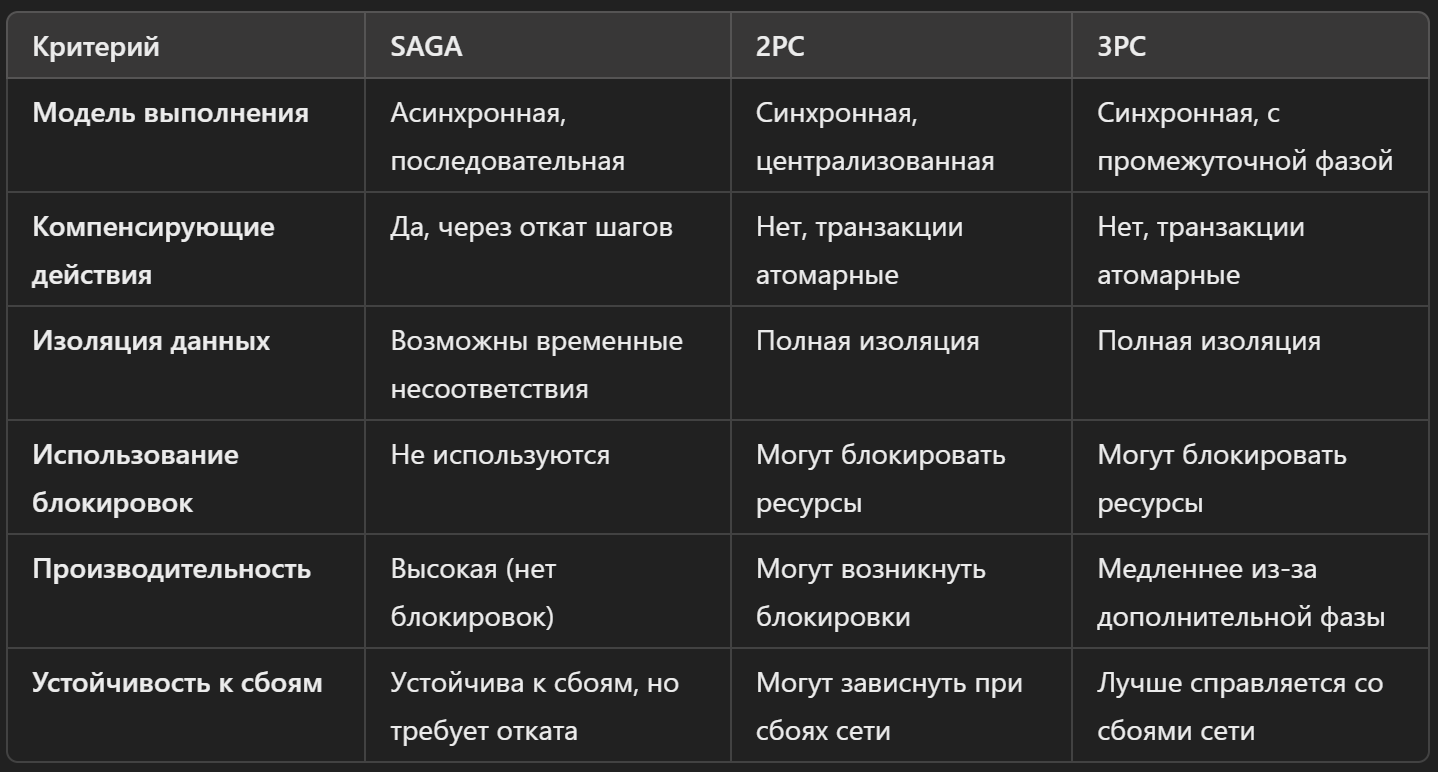 Критерий
SAGA
2PC
3PC
Модель выполнения
Асинхронная,
последовательная
Синхронная,
централизованная
Синхронная, с
промежуточной фазой
Компенсирующие
действия
Да, через откат шагов
Нет, транзакции
атомарные
Нет, транзакции
атомарные
Изоляция данных
Возможны временные
несоответствия
Полная изоляция
Полная изоляция
Использование
блокировок
Не используются
Могут блокировать
ресурсы
Могут блокировать
ресурсы
Производительность
Высокая (нет
блокировок)
Могут возникнуть
блокировки
Медленнее из-за
дополнительной фазы
Устойчивость к сбоям
Устойчива к сбоям, но
требует отката
Могут зависнуть при
сбоях сети
Лучше справляется со
сбоями сети